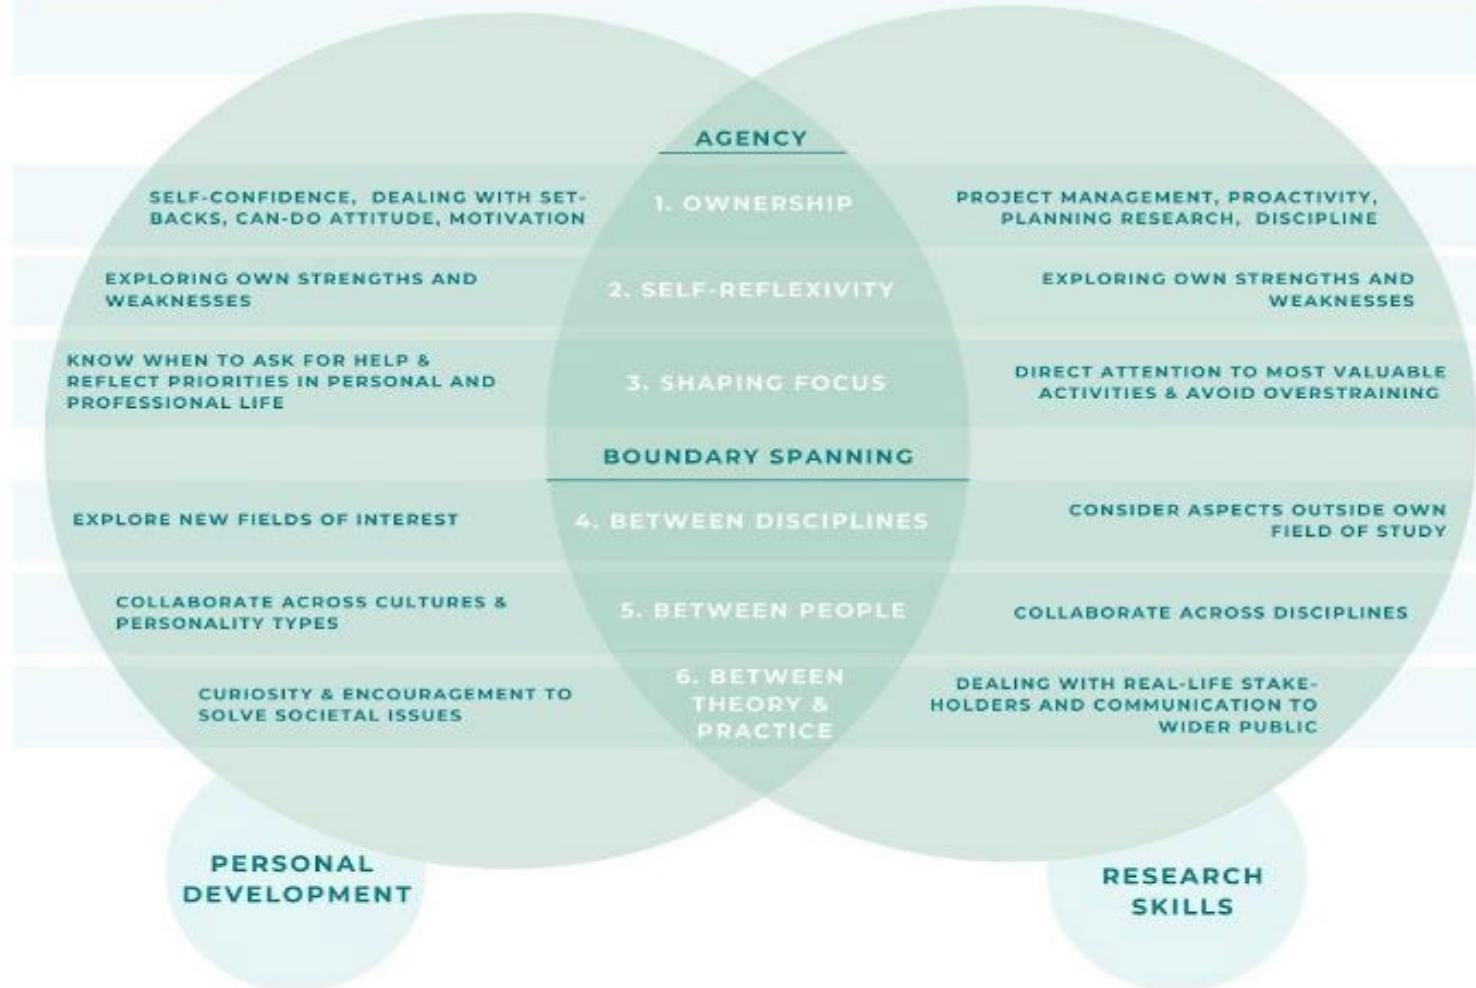 AGENCY
SELF-CONFIDENCE, DEALING WITH SET-
BACKS, CAN-DO ATTITUDE, MOTIVATION
1. OWNERSHIP
PROJECT MANAGEMENT, PROACTIVITY,
PLANNING RESEARCH, DISCIPLINE
EXPLORING OWN STRENGTHS AND
WEAKNESSES
2. SELF-REFLEXIVITY
EXPLORING OWN STRENGTHS AND
WEAKNESSES
KNOW WHEN TO ASK FOR HELP &
REFLECT PRIORITIES IN PERSONAL AND
PROFESSIONAL LIFE
3. SHAPING FOCUS
DIRECT ATTENTION TO MOST VALUABLE
ACTIVITIES & AVOID OVERSTRAINING
BOUNDARY SPANNING
EXPLORE NEW FIELDS OF INTEREST
4. BETWEEN DISCIPLINES
CONSIDER ASPECTS OUTSIDE OWN
FIELD OF STUDY
COLLABORATE ACROSS CULTURES &
PERSONALITY TYPES
5. BETWEEN PEOPLE
COLLABORATE ACROSS DISCIPLINES
CURIOSITY & ENCOURAGEMENT TO
SOLVE SOCIETAL ISSUES
6. BETWEEN
THEORY &
PRACTICE
DEALING WITH REAL-LIFE STAKE-
HOLDERS AND COMMUNICATION TO
WIDER PUBLIC
PERSONAL
DEVELOPMENT
RESEARCH
SKILLS